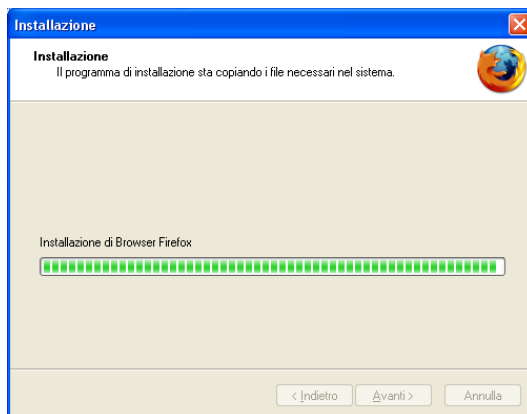 Installazione
Installazione
Il programma di installazione sta copiando i file necessari nel sistema.
Installazione di Browser Firefox
< Indietro
Avanti >
Annulla